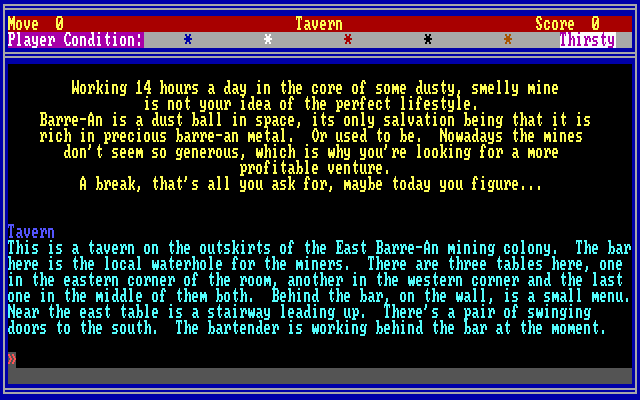 Move 0 Tavern Score 0
Player Condition: * * * * * Thirsty
Working 14 hours a day in the core of some dusty, smelly mine
is not your idea of the perfect lifestyle.
Barre-An is a dust ball in space, its only salvation being that it is
rich in precious barre-an metal. Or used to be. Nowadays the mines
don't seem so generous, which is why you're looking for a more
profitable venture.
A break, that's all you ask for, maybe today you figure...
Tavern
This is a tavern on the outskirts of the East Barre-An mining colony. The bar
here is the local waterhole for the miners. There are three tables here, one
in the eastern corner of the room, another in the western corner and the last
one in the middle of them both. Behind the bar, on the wall, is a small menu.
Near the east table is a stairway leading up. There's a pair of swinging
doors to the south. The bartender is working behind the bar at the moment.
»